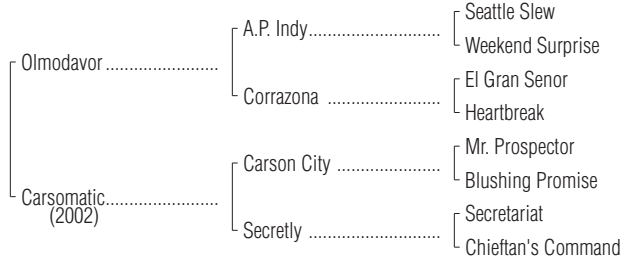 Seattle Slew
A.P. Indy..............................
Weekend Surprise
Olmodavor ........................
El Gran Senor
Corrazona ........................
Heartbreak
Mr. Prospector
Carson City ......................
Blushing Promise
Carsomatic........................
(2002)
Secretariat
Secretly ............................
Chieftan's Command